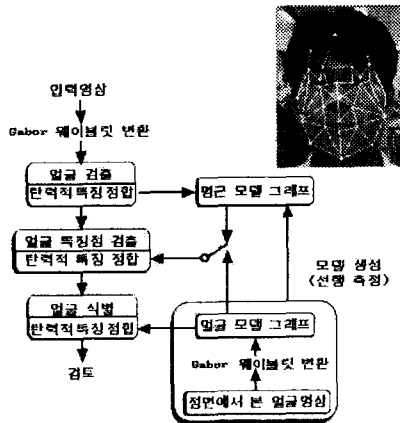 입력영상
Gabor 웨이블릿 변환
얼굴 검출
탄력적특징정합
평균 모델 그래프
얼굴 특징점 검출
탄력적 특징 정합
모델 생성
(선행 측정)
얼굴 식별
탄력적특징정합
얼굴 모델 그래프
Gabor 웨이블릿 변환
검토
정면에서 본 얼굴영상